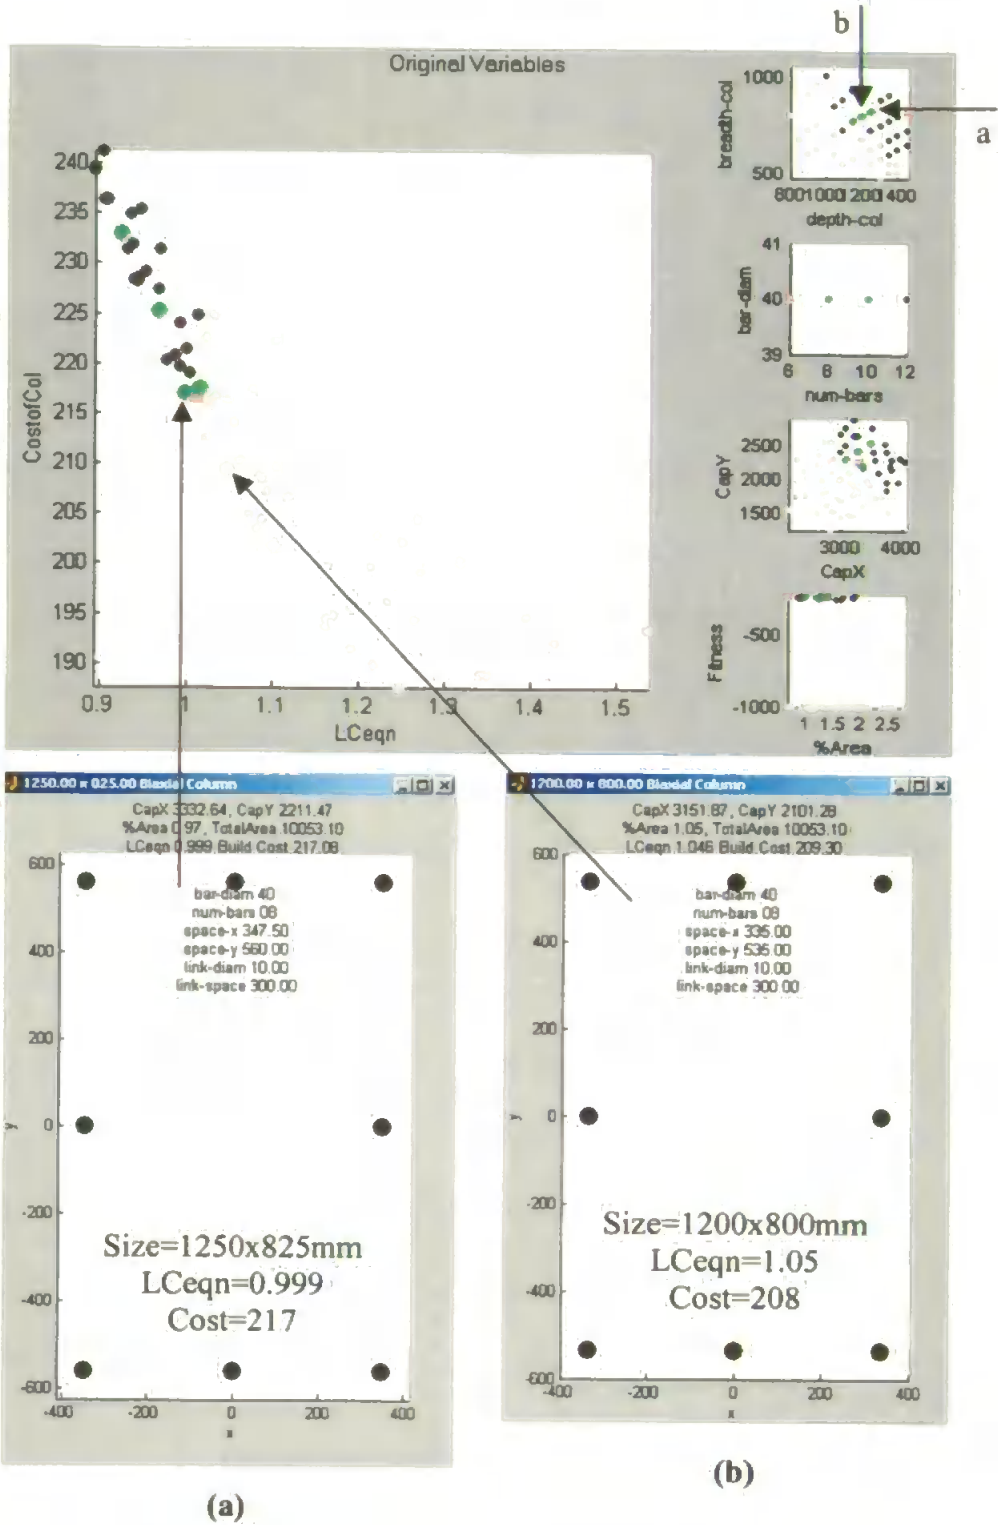 b
Original Variables
a
240
235
230
225
220
215
210
205
200
195
190
CostofCol
0.9
1
1.1
1.2
1.3
1.4
1.5
LCeqn
1000
500
breadth-col
800 1000 1200 1400
depth-col
41
40
39
bar-diam
6 8 10 12
num-bars
2500
2000
1500
CapY
3000 4000
CapX
-500
-1000
Fitness
1 1.5 2 2.5
%Area
1250.00 x 825.00 Biaxial Column
CapX 3332.64, CapY 2211.47
%Area 0.97, TotalArea 10053.10
LCeqn 0.999 Build Cost 217.08
bar-diam 40
num-bars 08
space-x 347.50
space-y 560.00
link-diam 10.00
link-space 300.00
600
400
200
0
-200
-400
-600
y
Size=1250x825mm
LCeqn=0.999
Cost=217
-400 -200 0 200 400
x
(a)
1200.00 x 800.00 Biaxial Column
CapX 3151.87, CapY 2101.28
%Area 1.05, TotalArea 10053.10
LCeqn 1.046 Build Cost 209.30
bar-diam 40
num-bars 08
space-x 335.00
space-y 535.00
link-diam 10.00
link-space 300.00
600
400
200
0
-200
-400
-600
y
Size=1200x800mm
LCeqn=1.05
Cost=208
-400 -200 0 200 400
x
(b)